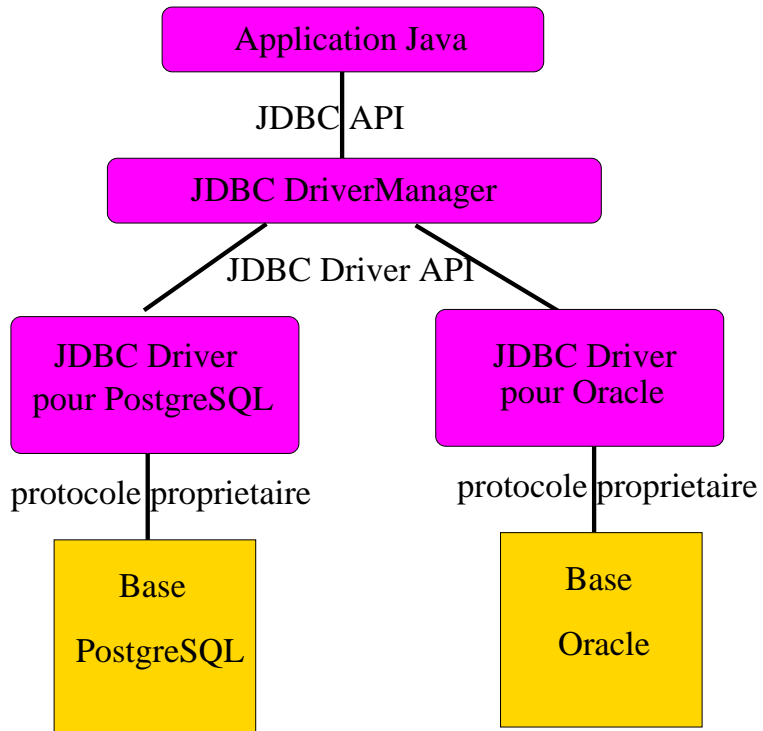 Application Java
JDBC API
JDBC DriverManager
JDBC Driver API
JDBC Driver
pour PostgreSQL
JDBC Driver
pour Oracle
protocole proprietaire
protocole proprietaire
Base
PostgreSQL
Base
Oracle